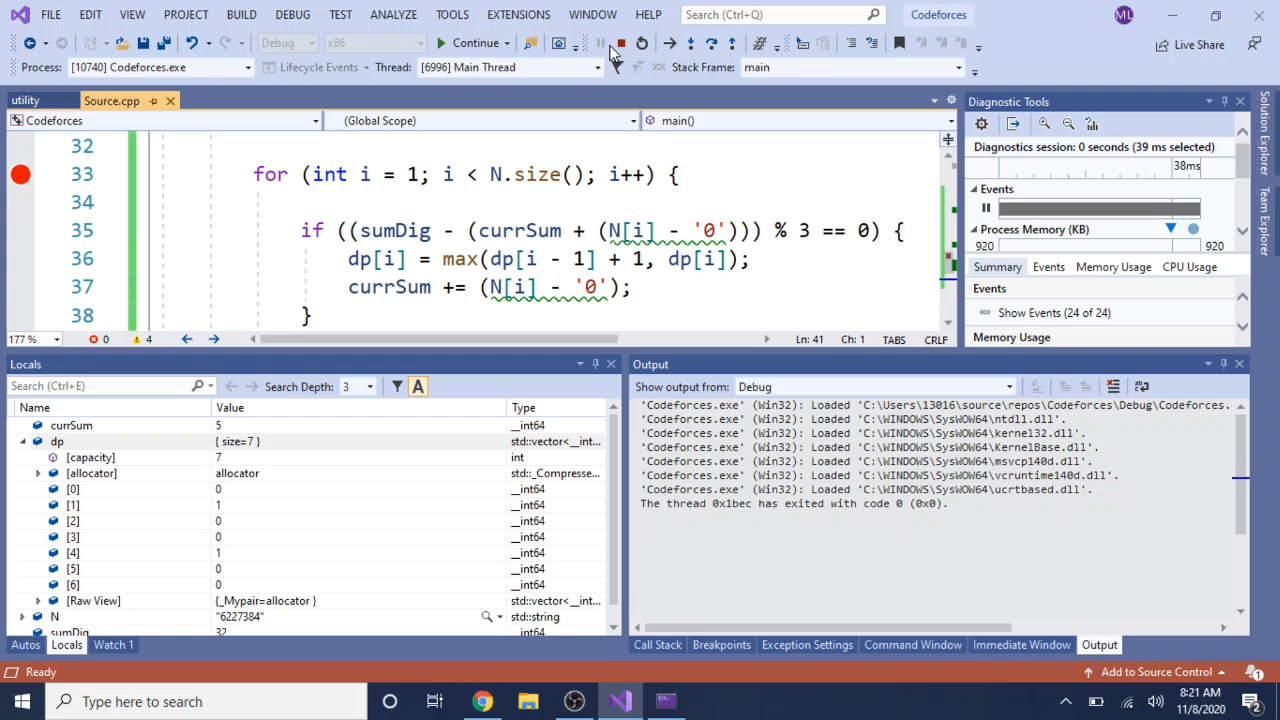 FILE EDIT VIEW PROJECT BUILD DEBUG TEST ANALYZE TOOLS EXTENSIONS WINDOW HELP Search (Ctrl+Q) Codeforces ML
Debug x86 Continue Live Share
Process: [10740] Codeforces.exe Lifecycle Events Thread: [6996] Main Thread Stack Frame: main
utility Source.cpp
Codeforces (Global Scope) main()
32
33 for (int i = 1; i < N.size(); i++) {
34
35 if ((sumDig - (currSum + (N[i] - '0'))) % 3 == 0) {
36 dp[i] = max(dp[i - 1] + 1, dp[i]);
37 currSum += (N[i] - '0');
38 }
177 % 0 4 Ln: 41 Ch: 1 TABS CRLF
Diagnostic Tools
Diagnostics session: 0 seconds (39 ms selected)
38ms
Events
Process Memory (KB)
920 920
Summary Events Memory Usage CPU Usage
Events
Show Events (24 of 24)
Memory Usage
Solution Explorer
Team Explorer
Locals
Search (Ctrl+E) Search Depth: 3 A
Name Value Type
currSum 5
dp { size=7 } std::vector<__int...
[capacity] 7 int
[allocator] allocator std::_Compresse...
[0] 0 __int64
[1] 1 __int64
[2] 0 __int64
[3] 0 __int64
[4] 1 __int64
[5] 0 __int64
[6] 0 __int64
[Raw View] {_Mypair=allocator } std::vector<__int...
N "6227384" std::string
sumDig 32 __int64
Autos Locals Watch 1
Output
Show output from: Debug
'Codeforces.exe' (Win32): Loaded 'C:\Users\13016\source\repos\Codeforces\Debug\Codeforces.
'Codeforces.exe' (Win32): Loaded 'C:\WINDOWS\SysWOW64\ntdll.dll'.
'Codeforces.exe' (Win32): Loaded 'C:\WINDOWS\SysWOW64\kernel32.dll'.
'Codeforces.exe' (Win32): Loaded 'C:\WINDOWS\SysWOW64\KernelBase.dll'.
'Codeforces.exe' (Win32): Loaded 'C:\WINDOWS\SysWOW64\msvcp140d.dll'.
'Codeforces.exe' (Win32): Loaded 'C:\WINDOWS\SysWOW64\vcruntime140d.dll'.
'Codeforces.exe' (Win32): Loaded 'C:\WINDOWS\SysWOW64\ucrtbased.dll'.
The thread 0x1bec has exited with code 0 (0x0).
Call Stack Breakpoints Exception Settings Command Window Immediate Window Output
Ready Add to Source Control 1
Type here to search
8:21 AM
11/8/2020
2